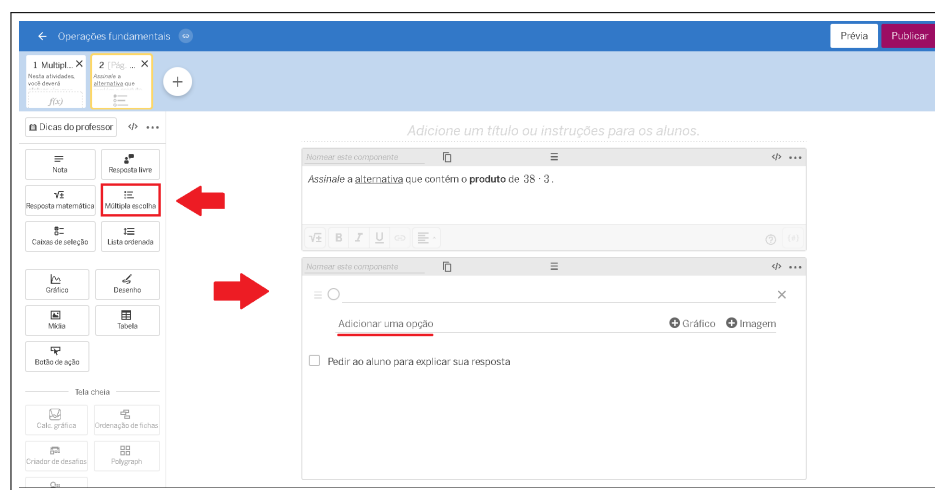 Operações fundamentais
Prévia
Publicar
1 Multipl...
Nesta atividades,
você deverá
f(x)
2 (Pág. ...
Assinale a
alternativa que
Dicas do professor
Adicione um título ou instruções para os alunos.
Nota
Resposta livre
Resposta matemática
Múltipla escolha
Caixas de seleção
Lista ordenada
Gráfico
Desenho
Mídia
Tabela
Botão de ação
Tela cheia
Calc. gráfica
Ordenação de fichas
Criador de desafios
Polygraph
Nomear este componente
Assinale a alternativa que contém o produto de 38 · 3 .
B I U
Nomear este componente
Adicionar uma opção
Gráfico
Imagem
Pedir ao aluno para explicar sua resposta